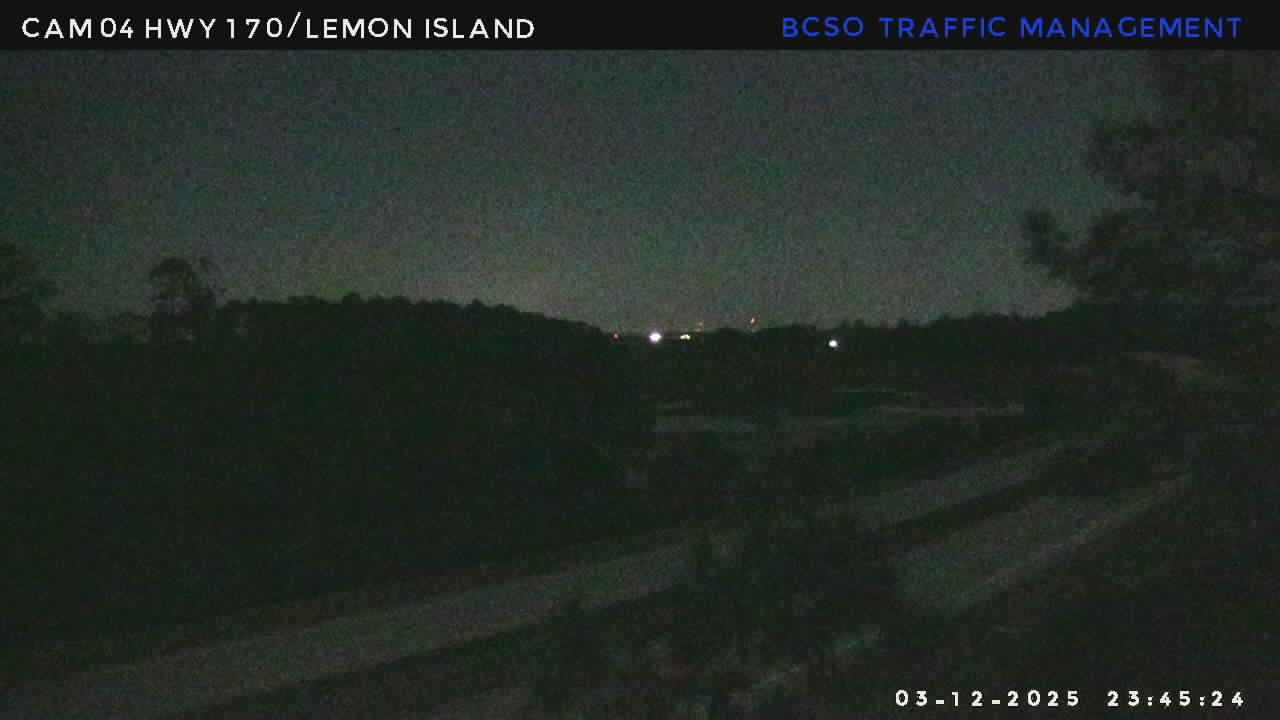 CAM04 HWY 170/LEMON ISLAND
BCSO TRAFFIC MANAGEMENT
03-12-2025 23:45:24